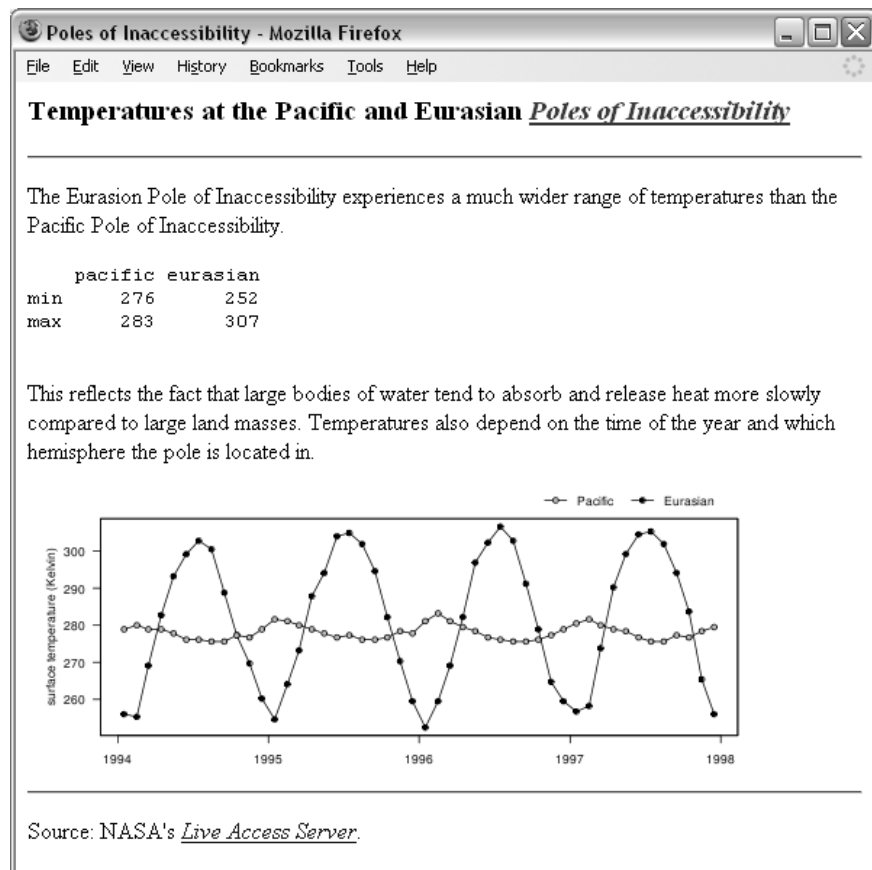 Poles of Inaccessibility - Mozilla Firefox
File Edit View History Bookmarks Tools Help
Temperatures at the Pacific and Eurasian Poles of Inaccessibility
The Eurasion Pole of Inaccessibility experiences a much wider range of temperatures than the
Pacific Pole of Inaccessibility.
pacific eurasian
min 276 252
max 283 307
This reflects the fact that large bodies of water tend to absorb and release heat more slowly
compared to large land masses. Temperatures also depend on the time of the year and which
hemisphere the pole is located in.
Pacific Eurasian
surface temperature (Kelvin)
300
290
280
270
260
1994 1995 1996 1997 1998
Source: NASA's Live Access Server.